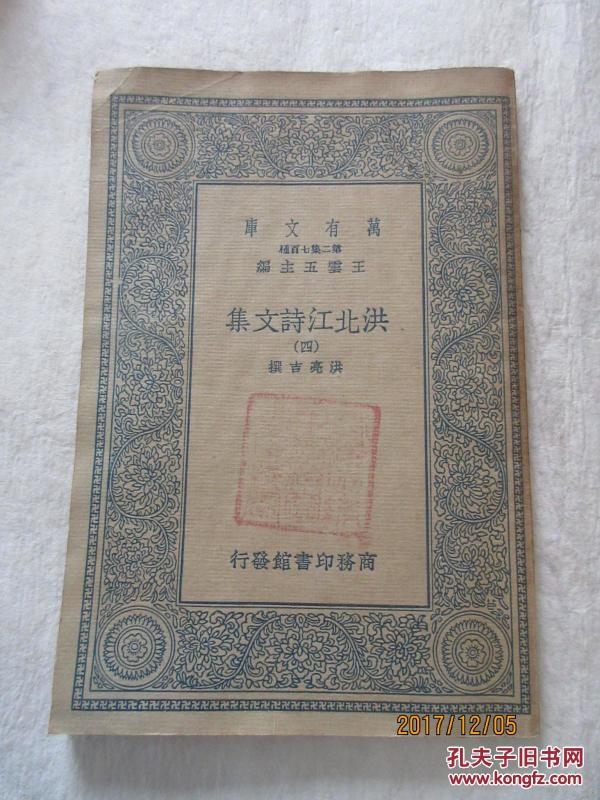 萬有文庫
第二集七百種
王雲五主編
洪北江詩文集
(四)
洪亮吉撰
商務印書館發行
2017/12/05
孔夫子旧书网
www.kongfz.com